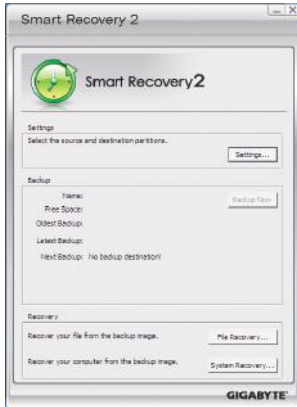 Smart Recovery 2
Smart Recovery2
Settings
Select the source and destination partitions.
Settings...
Backup
Name:
Backup Now
Free Space:
Oldest Backup:
Latest Backup:
Next Backup: No backup destination!
Recovery
Recover your file from the backup image.
File Recovery...
Recover your computer from the backup image.
System Recovery...
GIGABYTE